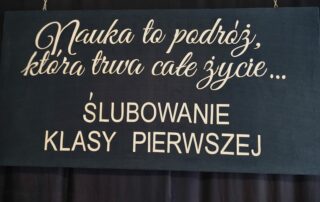 Nauka to podróż,
która trwa całe życie...
ŚLUBOWANIE
KLASY PIERWSZEJ